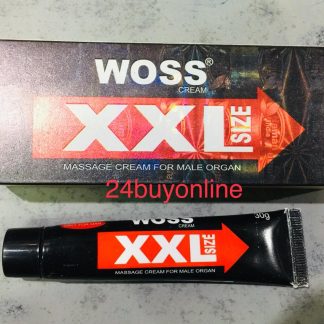 WOSS®
CREAM
XXL SIZE
MASSAGE CREAM FOR MALE ORGAN
24buyonline
WOSS
CREAM
30g
XXL SIZE
MASSAGE CREAM FOR MALE ORGAN